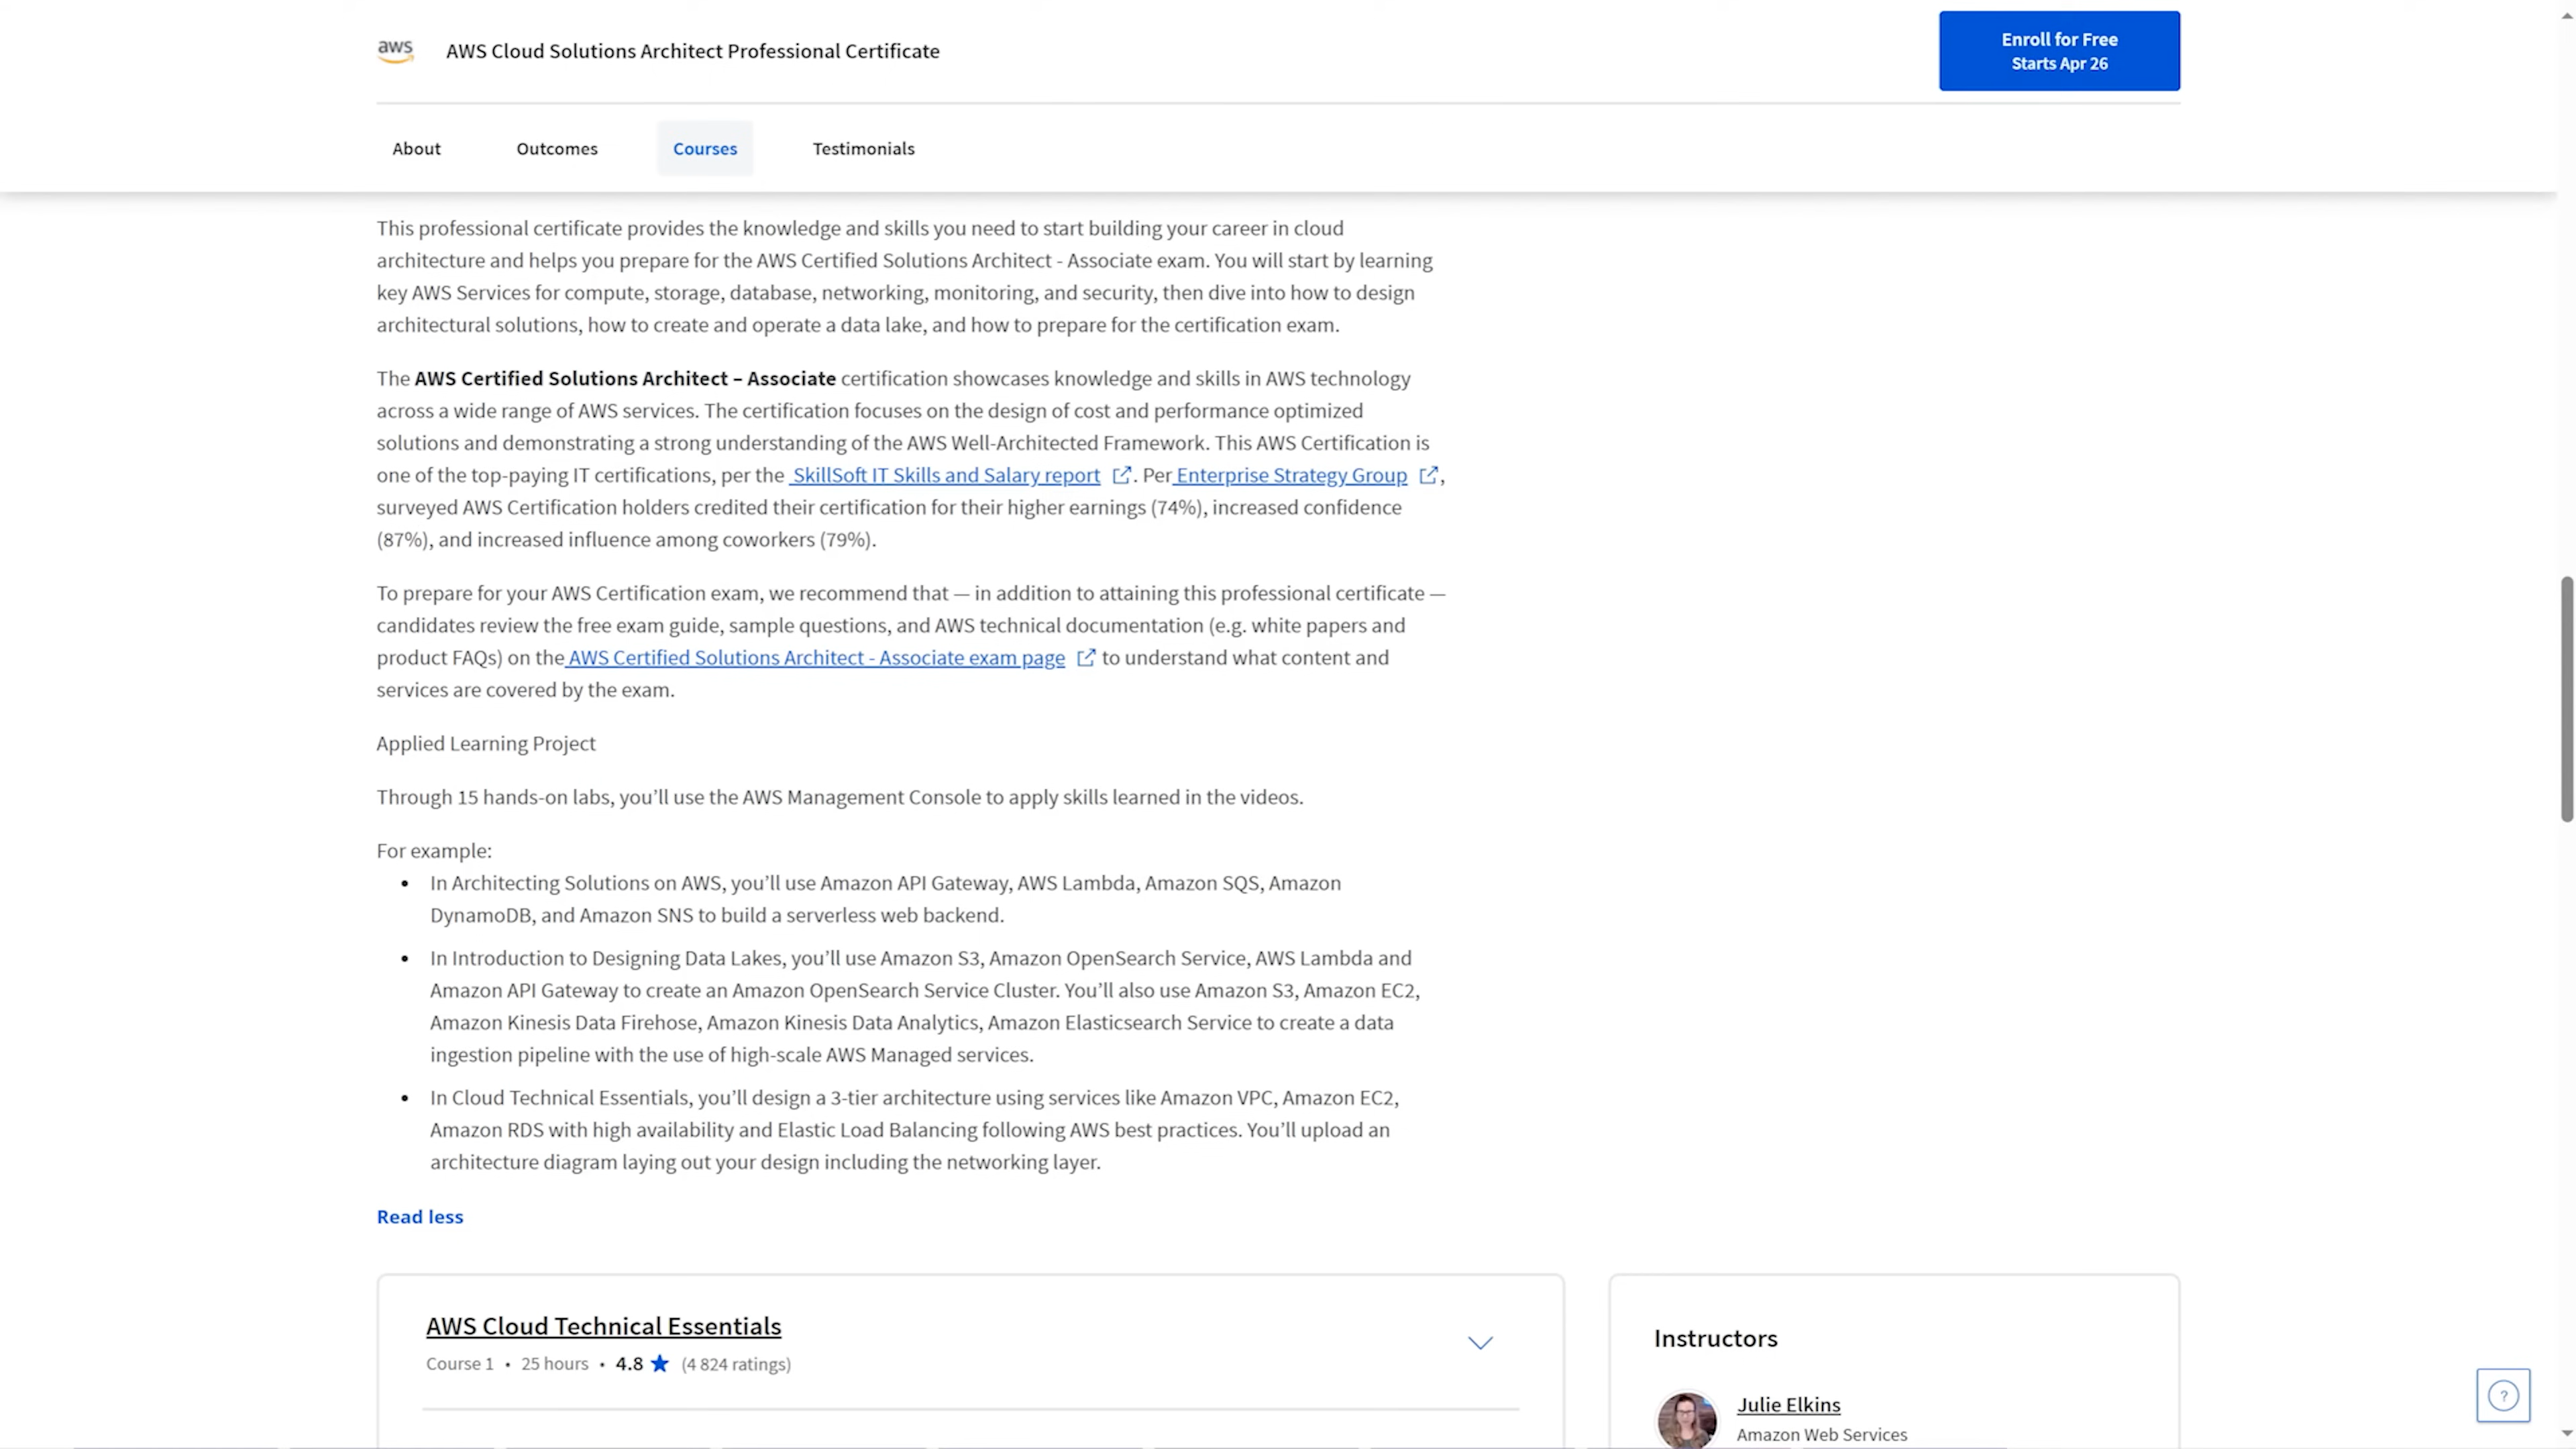 aws
AWS Cloud Solutions Architect Professional Certificate
Enroll for Free
Starts Apr 26
About
Outcomes
Courses
Testimonials
This professional certificate provides the knowledge and skills you need to start building your career in cloud
architecture and helps you prepare for the AWS Certified Solutions Architect - Associate exam. You will start by learning
key AWS Services for compute, storage, database, networking, monitoring, and security, then dive into how to design
architectural solutions, how to create and operate a data lake, and how to prepare for the certification exam.
The AWS Certified Solutions Architect – Associate certification showcases knowledge and skills in AWS technology
across a wide range of AWS services. The certification focuses on the design of cost and performance optimized
solutions and demonstrating a strong understanding of the AWS Well-Architected Framework. This AWS Certification is
one of the top-paying IT certifications, per the SkillSoft IT Skills and Salary report. Per Enterprise Strategy Group,
surveyed AWS Certification holders credited their certification for their higher earnings (74%), increased confidence
(87%), and increased influence among coworkers (79%).
To prepare for your AWS Certification exam, we recommend that — in addition to attaining this professional certificate —
candidates review the free exam guide, sample questions, and AWS technical documentation (e.g. white papers and
product FAQs) on the AWS Certified Solutions Architect - Associate exam page to understand what content and
services are covered by the exam.
Applied Learning Project
Through 15 hands-on labs, you'll use the AWS Management Console to apply skills learned in the videos.
For example:
• In Architecting Solutions on AWS, you'll use Amazon API Gateway, AWS Lambda, Amazon SQS, Amazon
DynamoDB, and Amazon SNS to build a serverless web backend.
• In Introduction to Designing Data Lakes, you'll use Amazon S3, Amazon OpenSearch Service, AWS Lambda and
Amazon API Gateway to create an Amazon OpenSearch Service Cluster. You'll also use Amazon S3, Amazon EC2,
Amazon Kinesis Data Firehose, Amazon Kinesis Data Analytics, Amazon Elasticsearch Service to create a data
ingestion pipeline with the use of high-scale AWS Managed services.
• In Cloud Technical Essentials, you'll design a 3-tier architecture using services like Amazon VPC, Amazon EC2,
Amazon RDS with high availability and Elastic Load Balancing following AWS best practices. You'll upload an
architecture diagram laying out your design including the networking layer.
Read less
AWS Cloud Technical Essentials
Course 1 • 25 hours • 4.8 ★ (4 824 ratings)
Instructors
Julie Elkins
Amazon Web Services
?